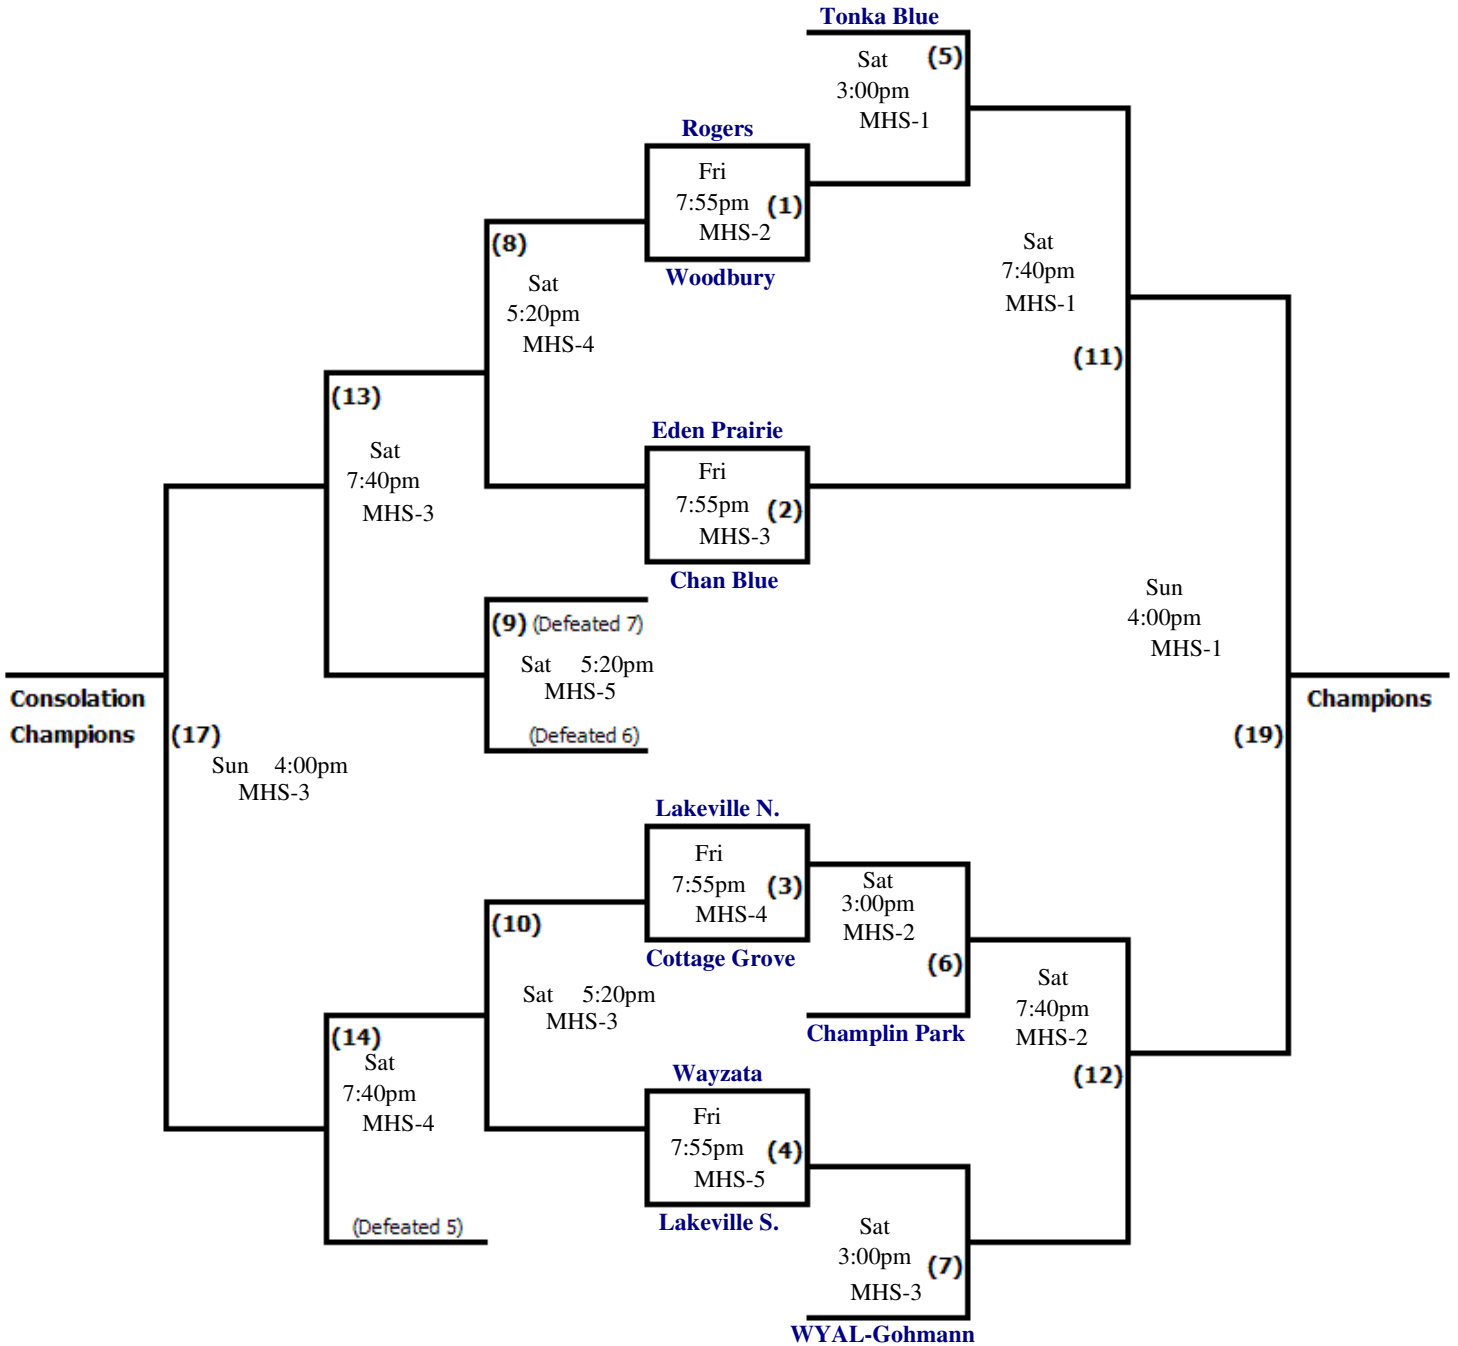 Tonka Blue
Sat (5)
3:00pm
MHS-1
Rogers
Fri
7:55pm (1)
MHS-2
Woodbury
(8)
Sat
5:20pm
MHS-4
Sat
7:40pm
MHS-1
(11)
(13)
Sat
7:40pm
MHS-3
Eden Prairie
Fri
7:55pm (2)
MHS-3
Chan Blue
(9) (Defeated 7)
Sat 5:20pm
MHS-5
(Defeated 6)
Sun
4:00pm
MHS-1
Consolation
Champions
(17)
Sun 4:00pm
MHS-3
Champions
(19)
Lakeville N.
Fri
7:55pm (3)
MHS-4
Cottage Grove
Sat
3:00pm
MHS-2
(6)
Champlin Park
(10)
Sat 5:20pm
MHS-3
Sat
7:40pm
MHS-2
(12)
(14)
Sat
7:40pm
MHS-4
(Defeated 5)
Wayzata
Fri
7:55pm (4)
MHS-5
Lakeville S.
Sat
3:00pm (7)
MHS-3
WYAL-Gohmann